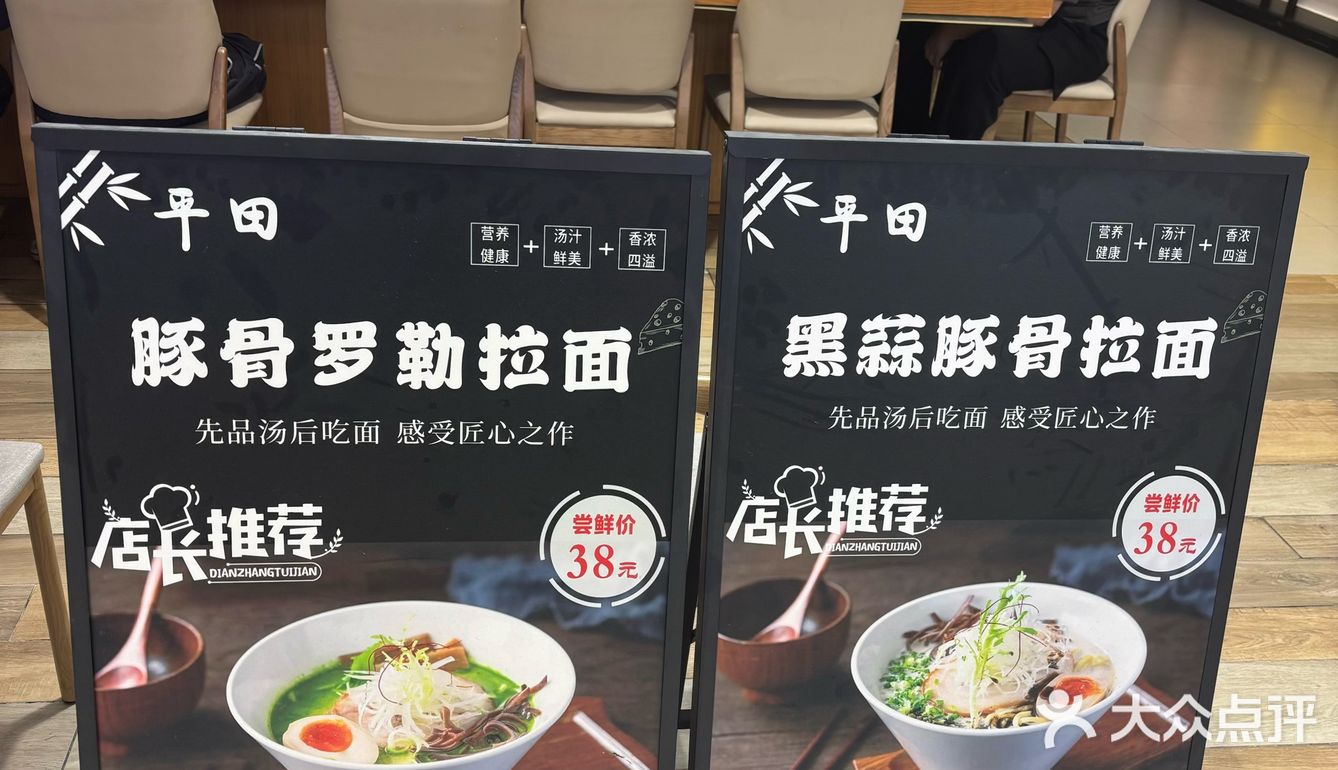 平田
营养健康 + 汤汁鲜美 + 香浓四溢
豚骨罗勒拉面
先品汤后吃面 感受匠心之作
店长推荐
DIANZHANGTUIJIAN
尝鲜价
38元
平田
营养健康 + 汤汁鲜美 + 香浓四溢
黑蒜豚骨拉面
先品汤后吃面 感受匠心之作
店长推荐
DIANZHANGTUIJIAN
尝鲜价
38元
大众点评